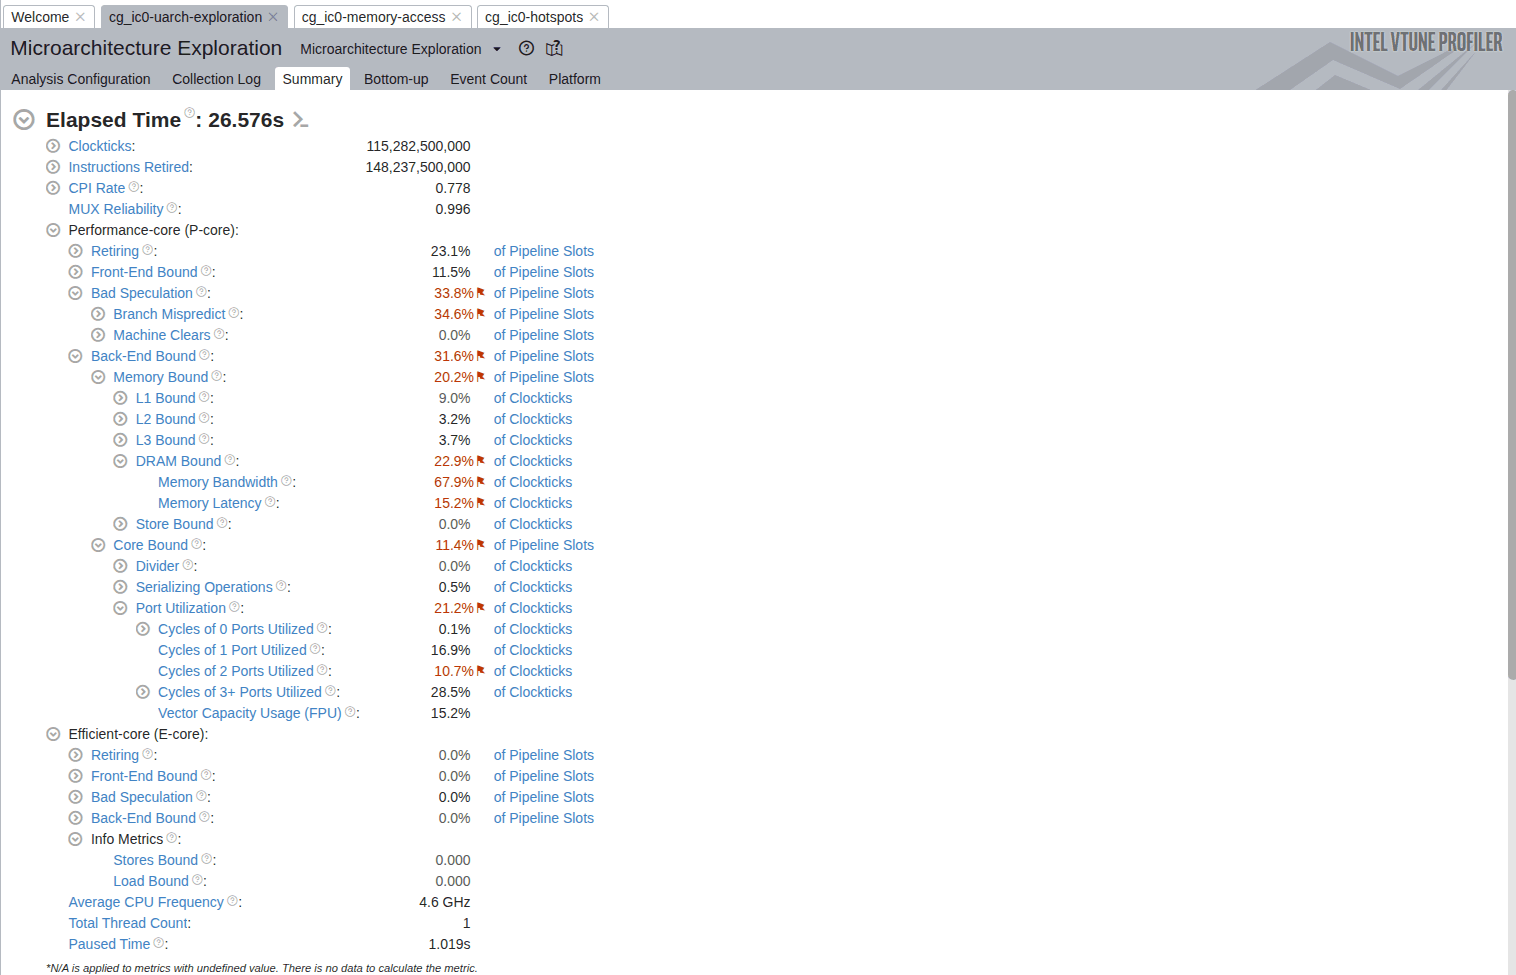 Welcome cg_ic0-uarch-exploration cg_ic0-memory-access cg_ic0-hotspots
Microarchitecture Exploration Microarchitecture Exploration INTEL VTUNE PROFILER
Analysis Configuration Collection Log Summary Bottom-up Event Count Platform
Elapsed Time: 26.576s
Clockticks: 115,282,500,000
Instructions Retired: 148,237,500,000
CPI Rate: 0.778
MUX Reliability: 0.996
Performance-core (P-core):
Retiring: 23.1% of Pipeline Slots
Front-End Bound: 11.5% of Pipeline Slots
Bad Speculation: 33.8% of Pipeline Slots
Branch Mispredict: 34.6% of Pipeline Slots
Machine Clears: 0.0% of Pipeline Slots
Back-End Bound: 31.6% of Pipeline Slots
Memory Bound: 20.2% of Pipeline Slots
L1 Bound: 9.0% of Clockticks
L2 Bound: 3.2% of Clockticks
L3 Bound: 3.7% of Clockticks
DRAM Bound: 22.9% of Clockticks
Memory Bandwidth: 67.9% of Clockticks
Memory Latency: 15.2% of Clockticks
Store Bound: 0.0% of Clockticks
Core Bound: 11.4% of Pipeline Slots
Divider: 0.0% of Clockticks
Serializing Operations: 0.5% of Clockticks
Port Utilization: 21.2% of Clockticks
Cycles of 0 Ports Utilized: 0.1% of Clockticks
Cycles of 1 Port Utilized: 16.9% of Clockticks
Cycles of 2 Ports Utilized: 10.7% of Clockticks
Cycles of 3+ Ports Utilized: 28.5% of Clockticks
Vector Capacity Usage (FPU): 15.2%
Efficient-core (E-core):
Retiring: 0.0% of Pipeline Slots
Front-End Bound: 0.0% of Pipeline Slots
Bad Speculation: 0.0% of Pipeline Slots
Back-End Bound: 0.0% of Pipeline Slots
Info Metrics:
Stores Bound: 0.000
Load Bound: 0.000
Average CPU Frequency: 4.6 GHz
Total Thread Count: 1
Paused Time: 1.019s
*N/A is applied to metrics with undefined value. There is no data to calculate the metric.